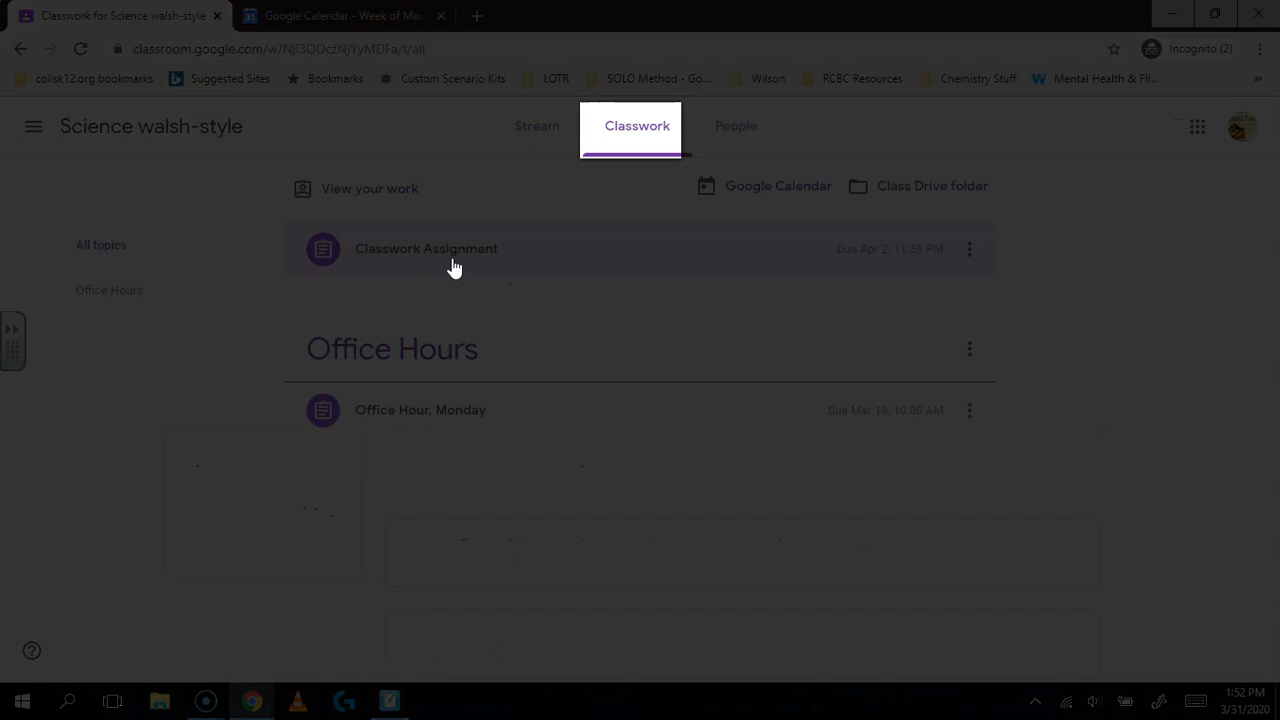 Classwork for Science walsh-style
Google Calendar - Week of Mar
classroom.google.com/w/NjI3ODczNjYyMDFa/t/all
Incognito (2)
collsk12.org bookmarks
Suggested Sites
Bookmarks
Custom Scenario Kits
LOTR
SOLO Method - Go...
Wilson
RCBC Resources
Chemistry Stuff
Mental Health & Fli...
»
Science walsh-style
Stream
Classwork
People
View your work
Google Calendar
Class Drive folder
All topics
Classwork Assignment
Due Apr 2, 11:59 PM
Office Hours
Office Hours
Office Hour, Monday
Due Mar 16, 10:00 AM
1:52 PM
3/31/2020